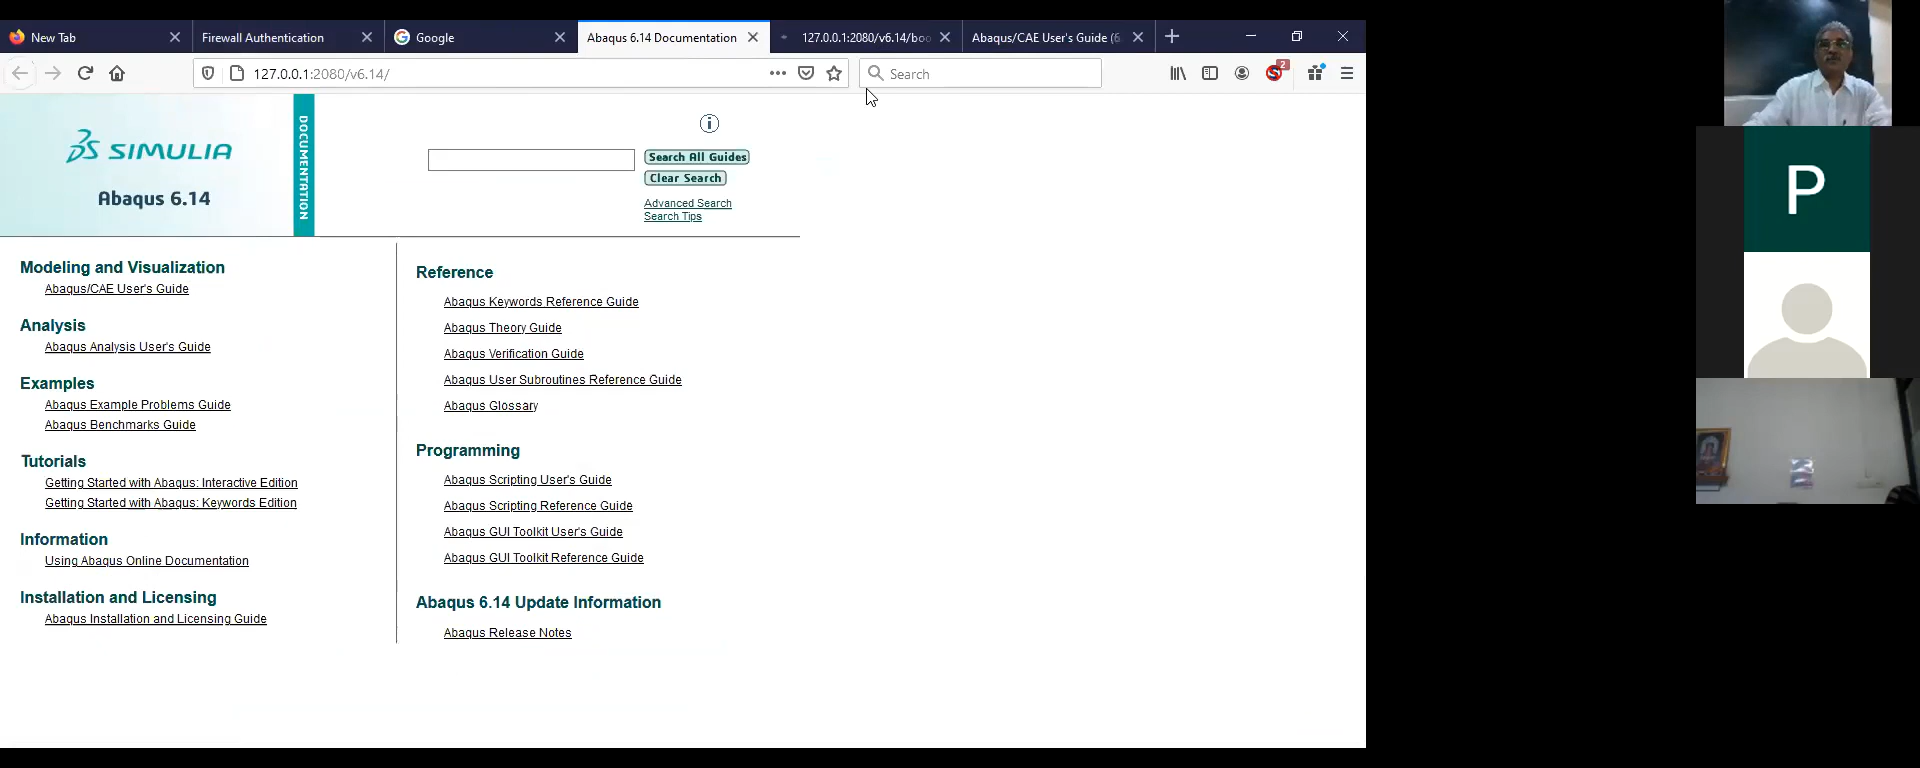 New Tab
Firewall Authentication
Google
Abaqus 6.14 Documentation
127.0.0.1:2080/v6.14/boo
Abaqus/CAE User's Guide (6
127.0.0.1:2080/v6.14/
Search
2
SIMULIA
Abaqus 6.14
DOCUMENTATION
Search All Guides
Clear Search
Advanced Search
Search Tips
Modeling and Visualization
Abaqus/CAE User's Guide
Analysis
Abaqus Analysis User's Guide
Examples
Abaqus Example Problems Guide
Abaqus Benchmarks Guide
Tutorials
Getting Started with Abaqus: Interactive Edition
Getting Started with Abaqus: Keywords Edition
Information
Using Abaqus Online Documentation
Installation and Licensing
Abaqus Installation and Licensing Guide
Reference
Abaqus Keywords Reference Guide
Abaqus Theory Guide
Abaqus Verification Guide
Abaqus User Subroutines Reference Guide
Abaqus Glossary
Programming
Abaqus Scripting User's Guide
Abaqus Scripting Reference Guide
Abaqus GUI Toolkit User's Guide
Abaqus GUI Toolkit Reference Guide
Abaqus 6.14 Update Information
Abaqus Release Notes
P